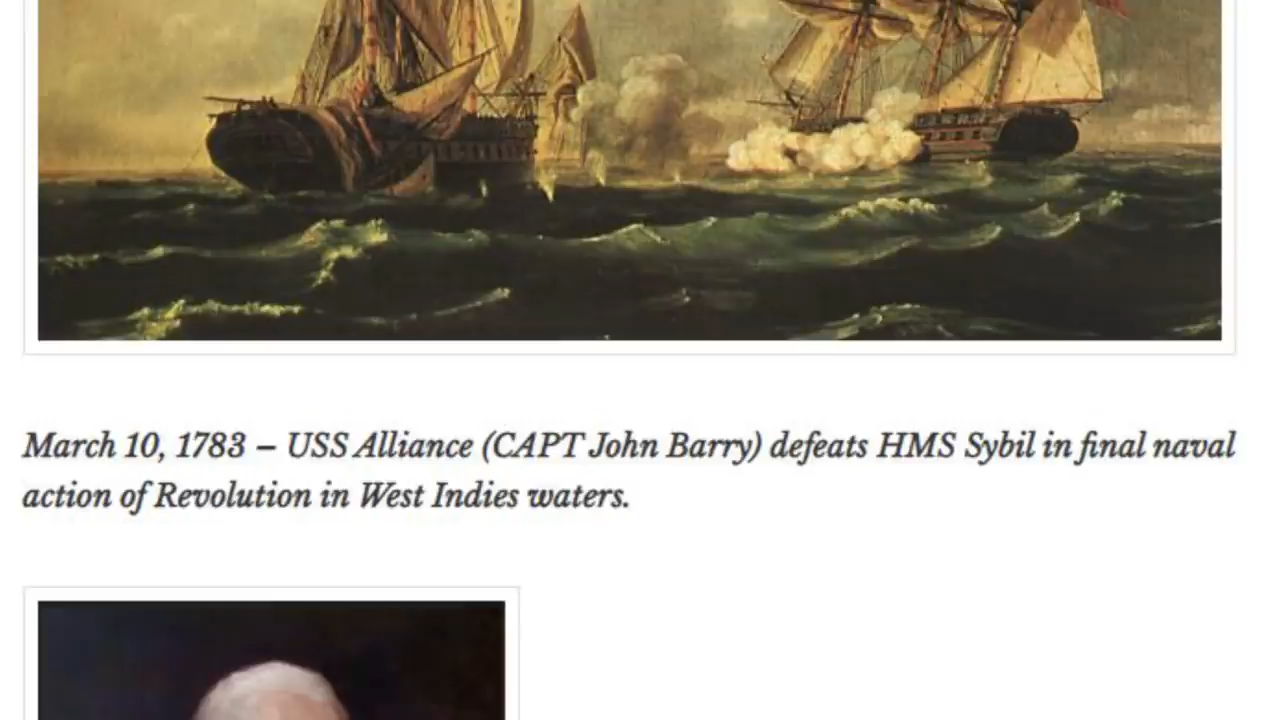 March 10, 1783 – USS Alliance (CAPT John Barry) defeats HMS Sybil in final naval
action of Revolution in West Indies waters.